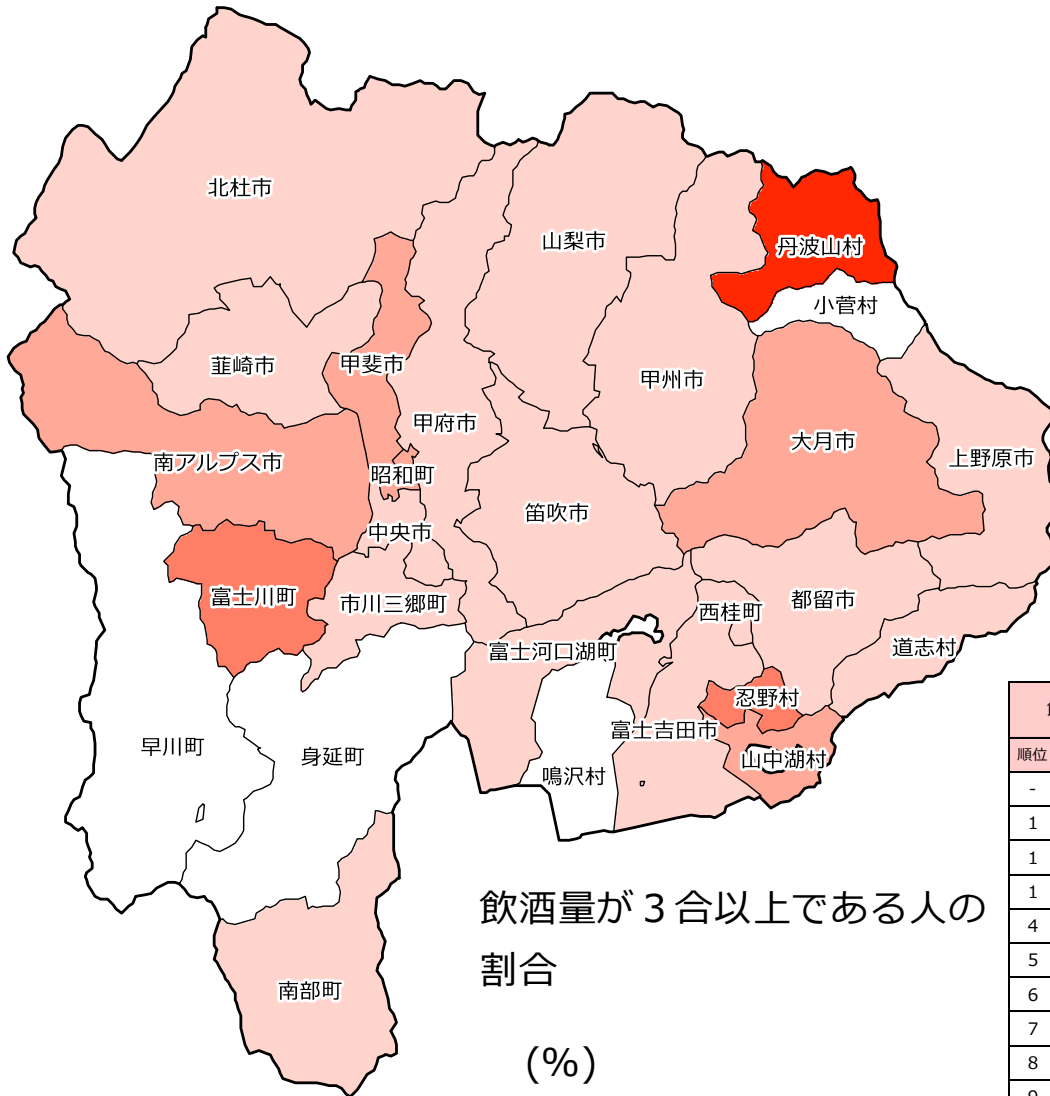 北杜市
山梨市
丹波山村
小菅村
韮崎市
甲斐市
甲州市
甲府市
大月市
上野原市
南アルプス市
昭和町
笛吹市
中央市
富士川町
市川三郷町
西桂町
都留市
道志村
富士河口湖町
忍野村
富士吉田市
山中湖村
早川町
身延町
鳴沢村
南部町
飲酒量が3合以上である人の
割合
(%)
順位
-
1
1
1
4
5
6
7
8